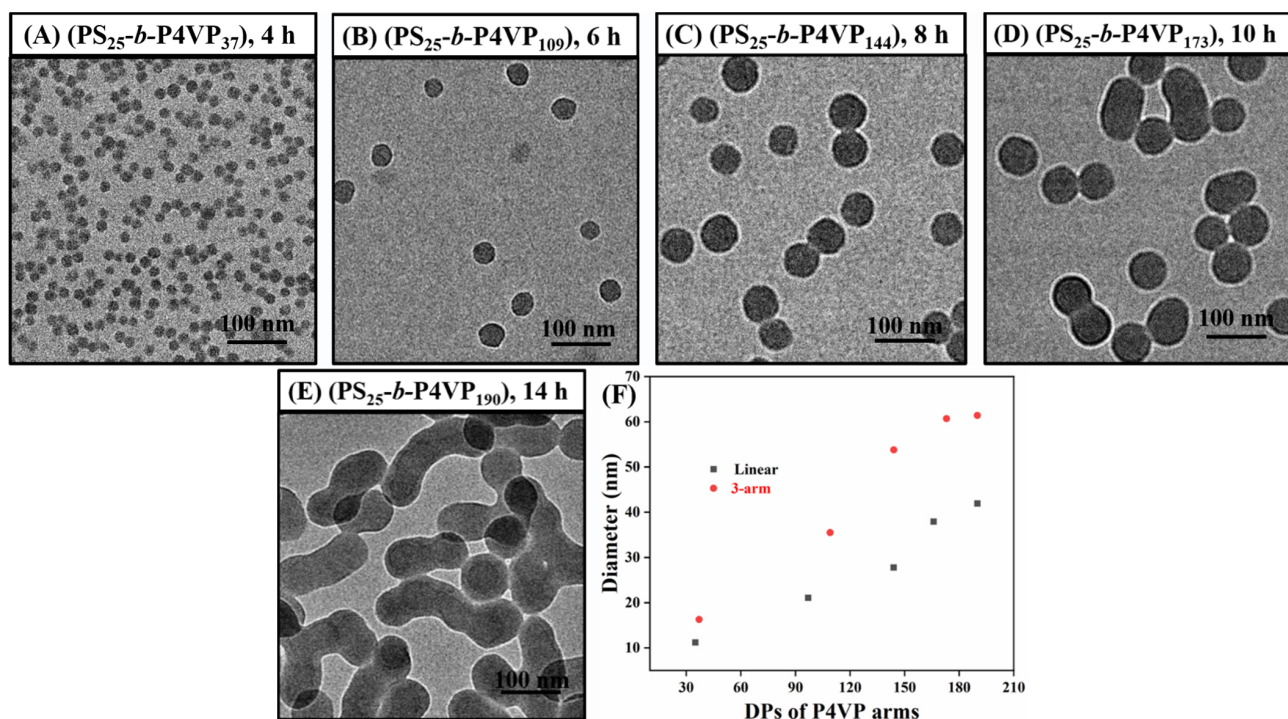 (A) (PS25-b-P4VP37), 4 h
(B) (PS25-b-P4VP109), 6 h
(C) (PS25-b-P4VP144), 8 h
(D) (PS25-b-P4VP173), 10 h
100 nm
100 nm
100 nm
100 nm
(E) (PS25-b-P4VP190), 14 h
100 nm
(F)
70
60
50
40
30
20
10
Diameter (nm)
Linear
3-arm
30 60 90 120 150 180 210
DPs of P4VP arms